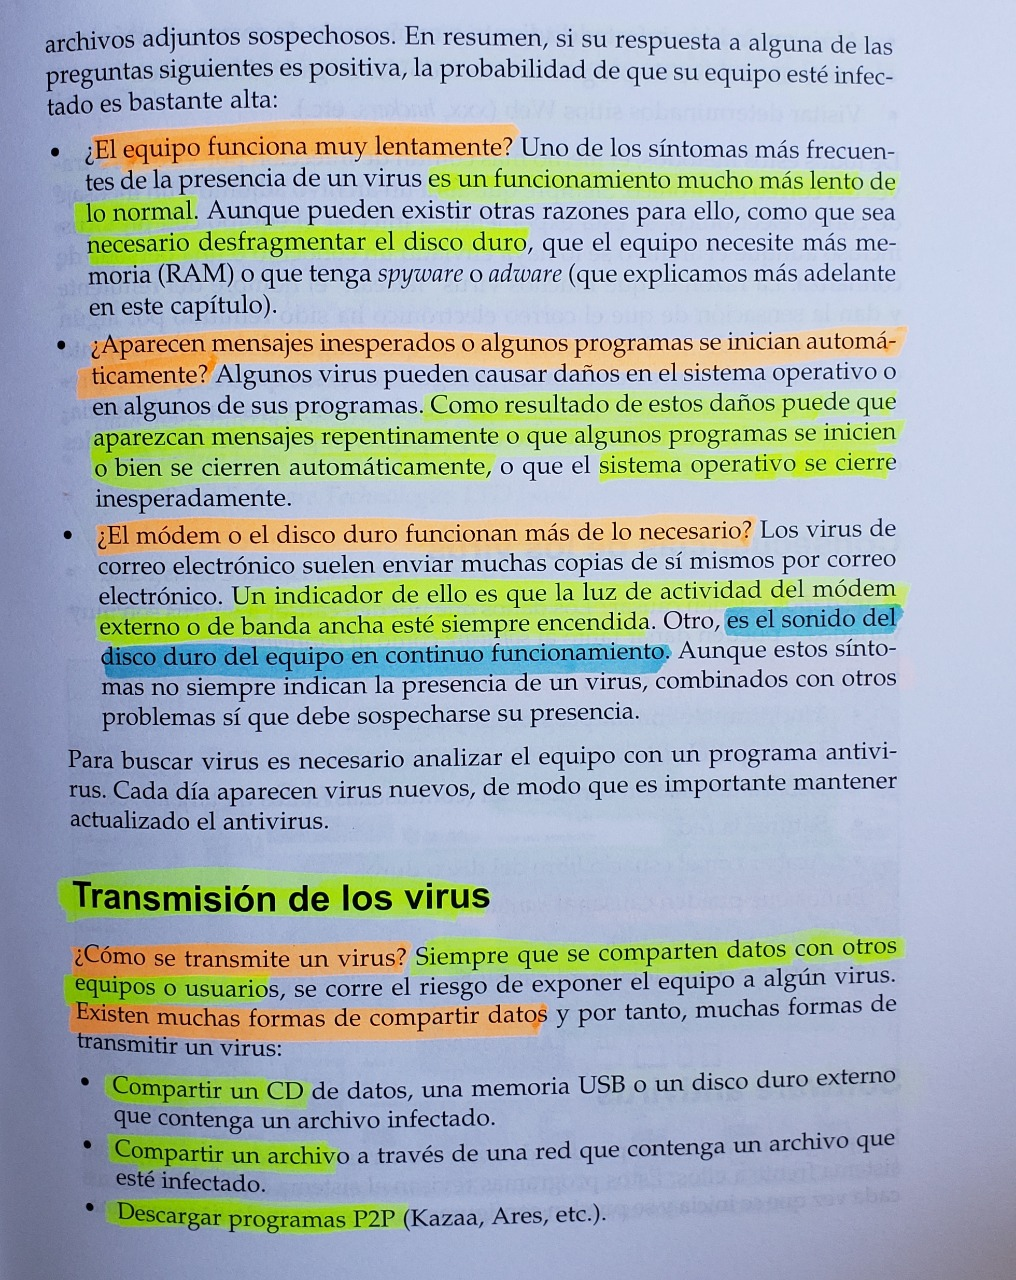 archivos adjuntos sospechosos. En resumen, si su respuesta a alguna de las
preguntas siguientes es positiva, la probabilidad de que su equipo esté infec-
tado es bastante alta:
• ¿El equipo funciona muy lentamente? Uno de los síntomas más frecuen-
tes de la presencia de un virus es un funcionamiento mucho más lento de
lo normal. Aunque pueden existir otras razones para ello, como que sea
necesario desfragmentar el disco duro, que el equipo necesite más me-
moria (RAM) o que tenga spyware o adware (que explicamos más adelante
en este capítulo).
• ¿Aparecen mensajes inesperados o algunos programas se inician automá-
ticamente? Algunos virus pueden causar daños en el sistema operativo o
en algunos de sus programas. Como resultado de estos daños puede que
aparezcan mensajes repentinamente o que algunos programas se inicien
o bien se cierren automáticamente, o que el sistema operativo se cierre
inesperadamente.
• ¿El módem o el disco duro funcionan más de lo necesario? Los virus de
correo electrónico suelen enviar muchas copias de sí mismos por correo
electrónico. Un indicador de ello es que la luz de actividad del módem
externo o de banda ancha esté siempre encendida. Otro, es el sonido del
disco duro del equipo en continuo funcionamiento. Aunque estos sínto-
mas no siempre indican la presencia de un virus, combinados con otros
problemas sí que debe sospecharse su presencia.
Para buscar virus es necesario analizar el equipo con un programa antivi-
rus. Cada día aparecen virus nuevos, de modo que es importante mantener
actualizado el antivirus.
Transmisión de los virus
¿Cómo se transmite un virus? Siempre que se comparten datos con otros
equipos o usuarios, se corre el riesgo de exponer el equipo a algún virus.
Existen muchas formas de compartir datos y por tanto, muchas formas de
transmitir un virus:
• Compartir un CD de datos, una memoria USB o un disco duro externo
que contenga un archivo infectado.
• Compartir un archivo a través de una red que contenga un archivo que
esté infectado.
• Descargar programas P2P (Kazaa, Ares, etc.).